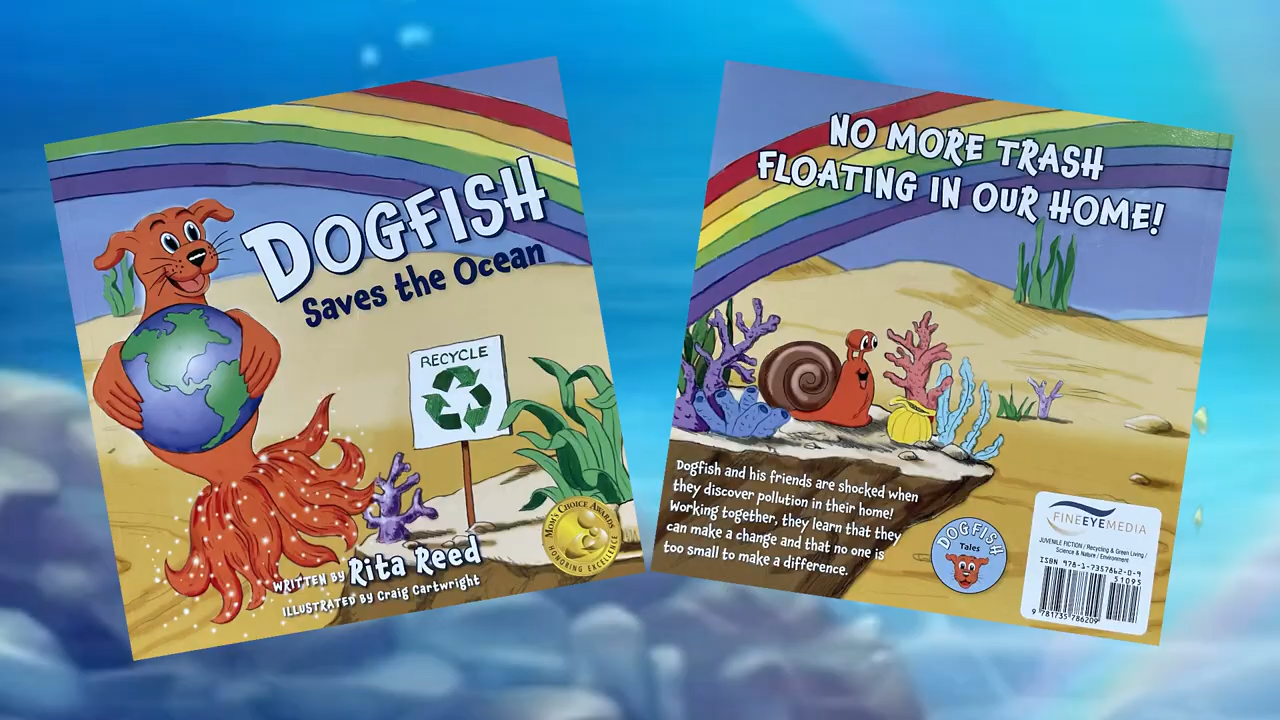 DOGFISH
Saves the Ocean
RECYCLE
MOM'S CHOICE AWARDS
HONORING EXCELLENCE
WRITTEN BY Rita Reed
ILLUSTRATED BY Craig Cartwright
NO MORE TRASH
FLOATING IN OUR HOME!
Dogfish and his friends are shocked when
they discover pollution in their home!
Working together, they learn that they
can make a change and that no one is
too small to make a difference.
DOGFISH
Tales
FINEEYEMEDIA
JUVENILE FICTION / Recycling & Green Living /
Science & Nature / Environment
ISBN 978-1-7357862-0-9
51095
9 781735 786209